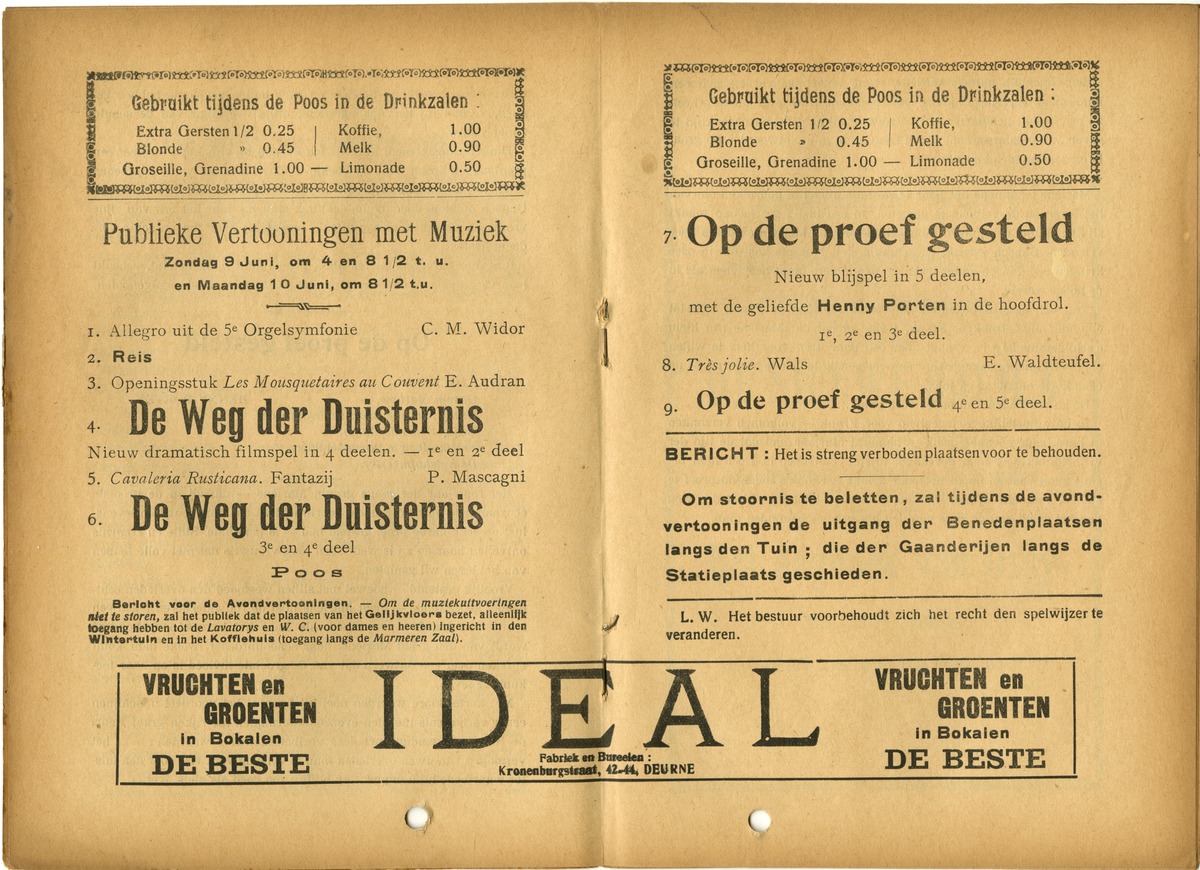 Gebruikt tijdens de Poos in de Drinkzalen :
Extra Gersten 1/2 0.25 | Koffie, 1.00
Blonde » 0.45 | Melk 0.90
Groseille, Grenadine 1.00 — Limonade 0.50
Publieke Vertooningen met Muziek
Zondag 9 Juni, om 4 en 8 1/2 t. u.
en Maandag 10 Juni, om 8 1/2 t.u.
1. Allegro uit de 5e Orgelsymfonie C. M. Widor
2. Reis
3. Openingsstuk Les Mousquetaires au Couvent E. Audran
4. De Weg der Duisternis
Nieuw dramatisch filmspel in 4 deelen. — 1e en 2e deel
5. Cavaleria Rusticana. Fantazij P. Mascagni
6. De Weg der Duisternis
3e en 4e deel
Poos
Bericht voor de Avondvertooningen. — Om de muziekuitvoeringen
niet te storen, zal het publiek dat de plaatsen van het Gelijkvloers bezet, alleenlijk
toegang hebben tot de Lavatorys en W. C. (voor dames en heeren) ingericht in den
Wintertuin en in het Koffiehuis (toegang langs de Marmeren Zaal).
Gebruikt tijdens de Poos in de Drinkzalen :
Extra Gersten 1/2 0.25 | Koffie, 1.00
Blonde » 0.45 | Melk 0.90
Groseille, Grenadine 1.00 — Limonade 0.50
7. Op de proef gesteld
Nieuw blijspel in 5 deelen,
met de geliefde Henny Porten in de hoofdrol.
1e, 2e en 3e deel.
8. Très jolie. Wals E. Waldteufel.
9. Op de proef gesteld 4e en 5e deel.
BERICHT : Het is streng verboden plaatsen voor te behouden.
Om stoornis te beletten, zal tijdens de avond-
vertooningen de uitgang der Benedenplaatsen
langs den Tuin ; die der Gaanderijen langs de
Statieplaats geschieden.
L. W. Het bestuur voorbehoudt zich het recht den spelwijzer te
veranderen.
VRUCHTEN en
GROENTEN
in Bokalen
DE BESTE
IDEAL
Fabriek en Bureelen :
Kronenburgstraat, 42-44, DEURNE
VRUCHTEN en
GROENTEN
in Bokalen
DE BESTE